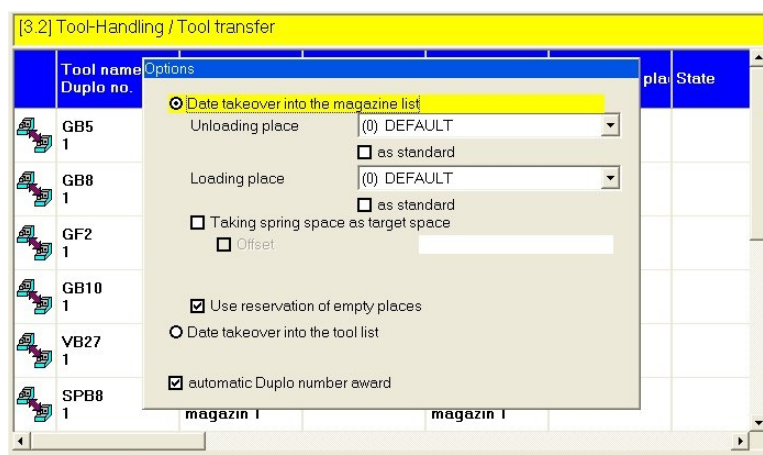 [3.2] Tool-Handling / Tool transfer
Tool name
Duplo no.
State
Options
Date takeover into the magazine list
Unloading place (0) DEFAULT
as standard
Loading place (0) DEFAULT
as standard
Taking spring space as target space
Offset
Use reservation of empty places
Date takeover into the tool list
automatic Duplo number award
GB5
1
GB8
1
GF2
1
GB10
1
VB27
1
SPB8
1 magazin 1 magazin 1